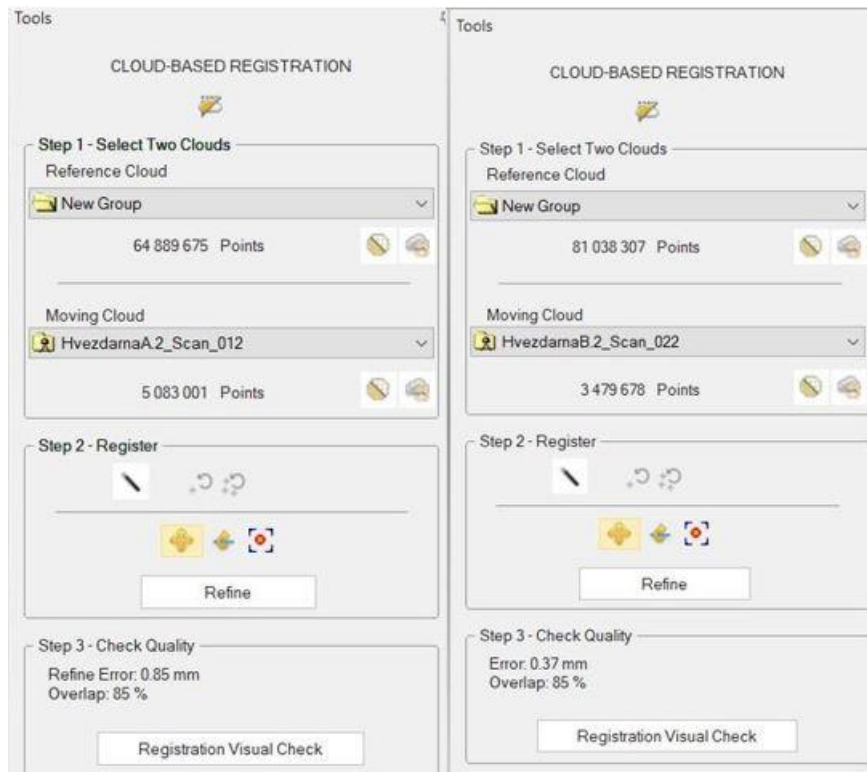 Tools
CLOUD-BASED REGISTRATION
Step 1 - Select Two Clouds
Reference Cloud
New Group
64 889 675 Points
Moving Cloud
HvezdarnaA.2_Scan_012
5 083 001 Points
Step 2 - Register
Refine
Step 3 - Check Quality
Refine Error: 0.85 mm
Overlap: 85 %
Registration Visual Check
Tools
CLOUD-BASED REGISTRATION
Step 1 - Select Two Clouds
Reference Cloud
New Group
81 038 307 Points
Moving Cloud
HvezdarnaB.2_Scan_022
3 479 678 Points
Step 2 - Register
Refine
Step 3 - Check Quality
Error: 0.37 mm
Overlap: 85 %
Registration Visual Check